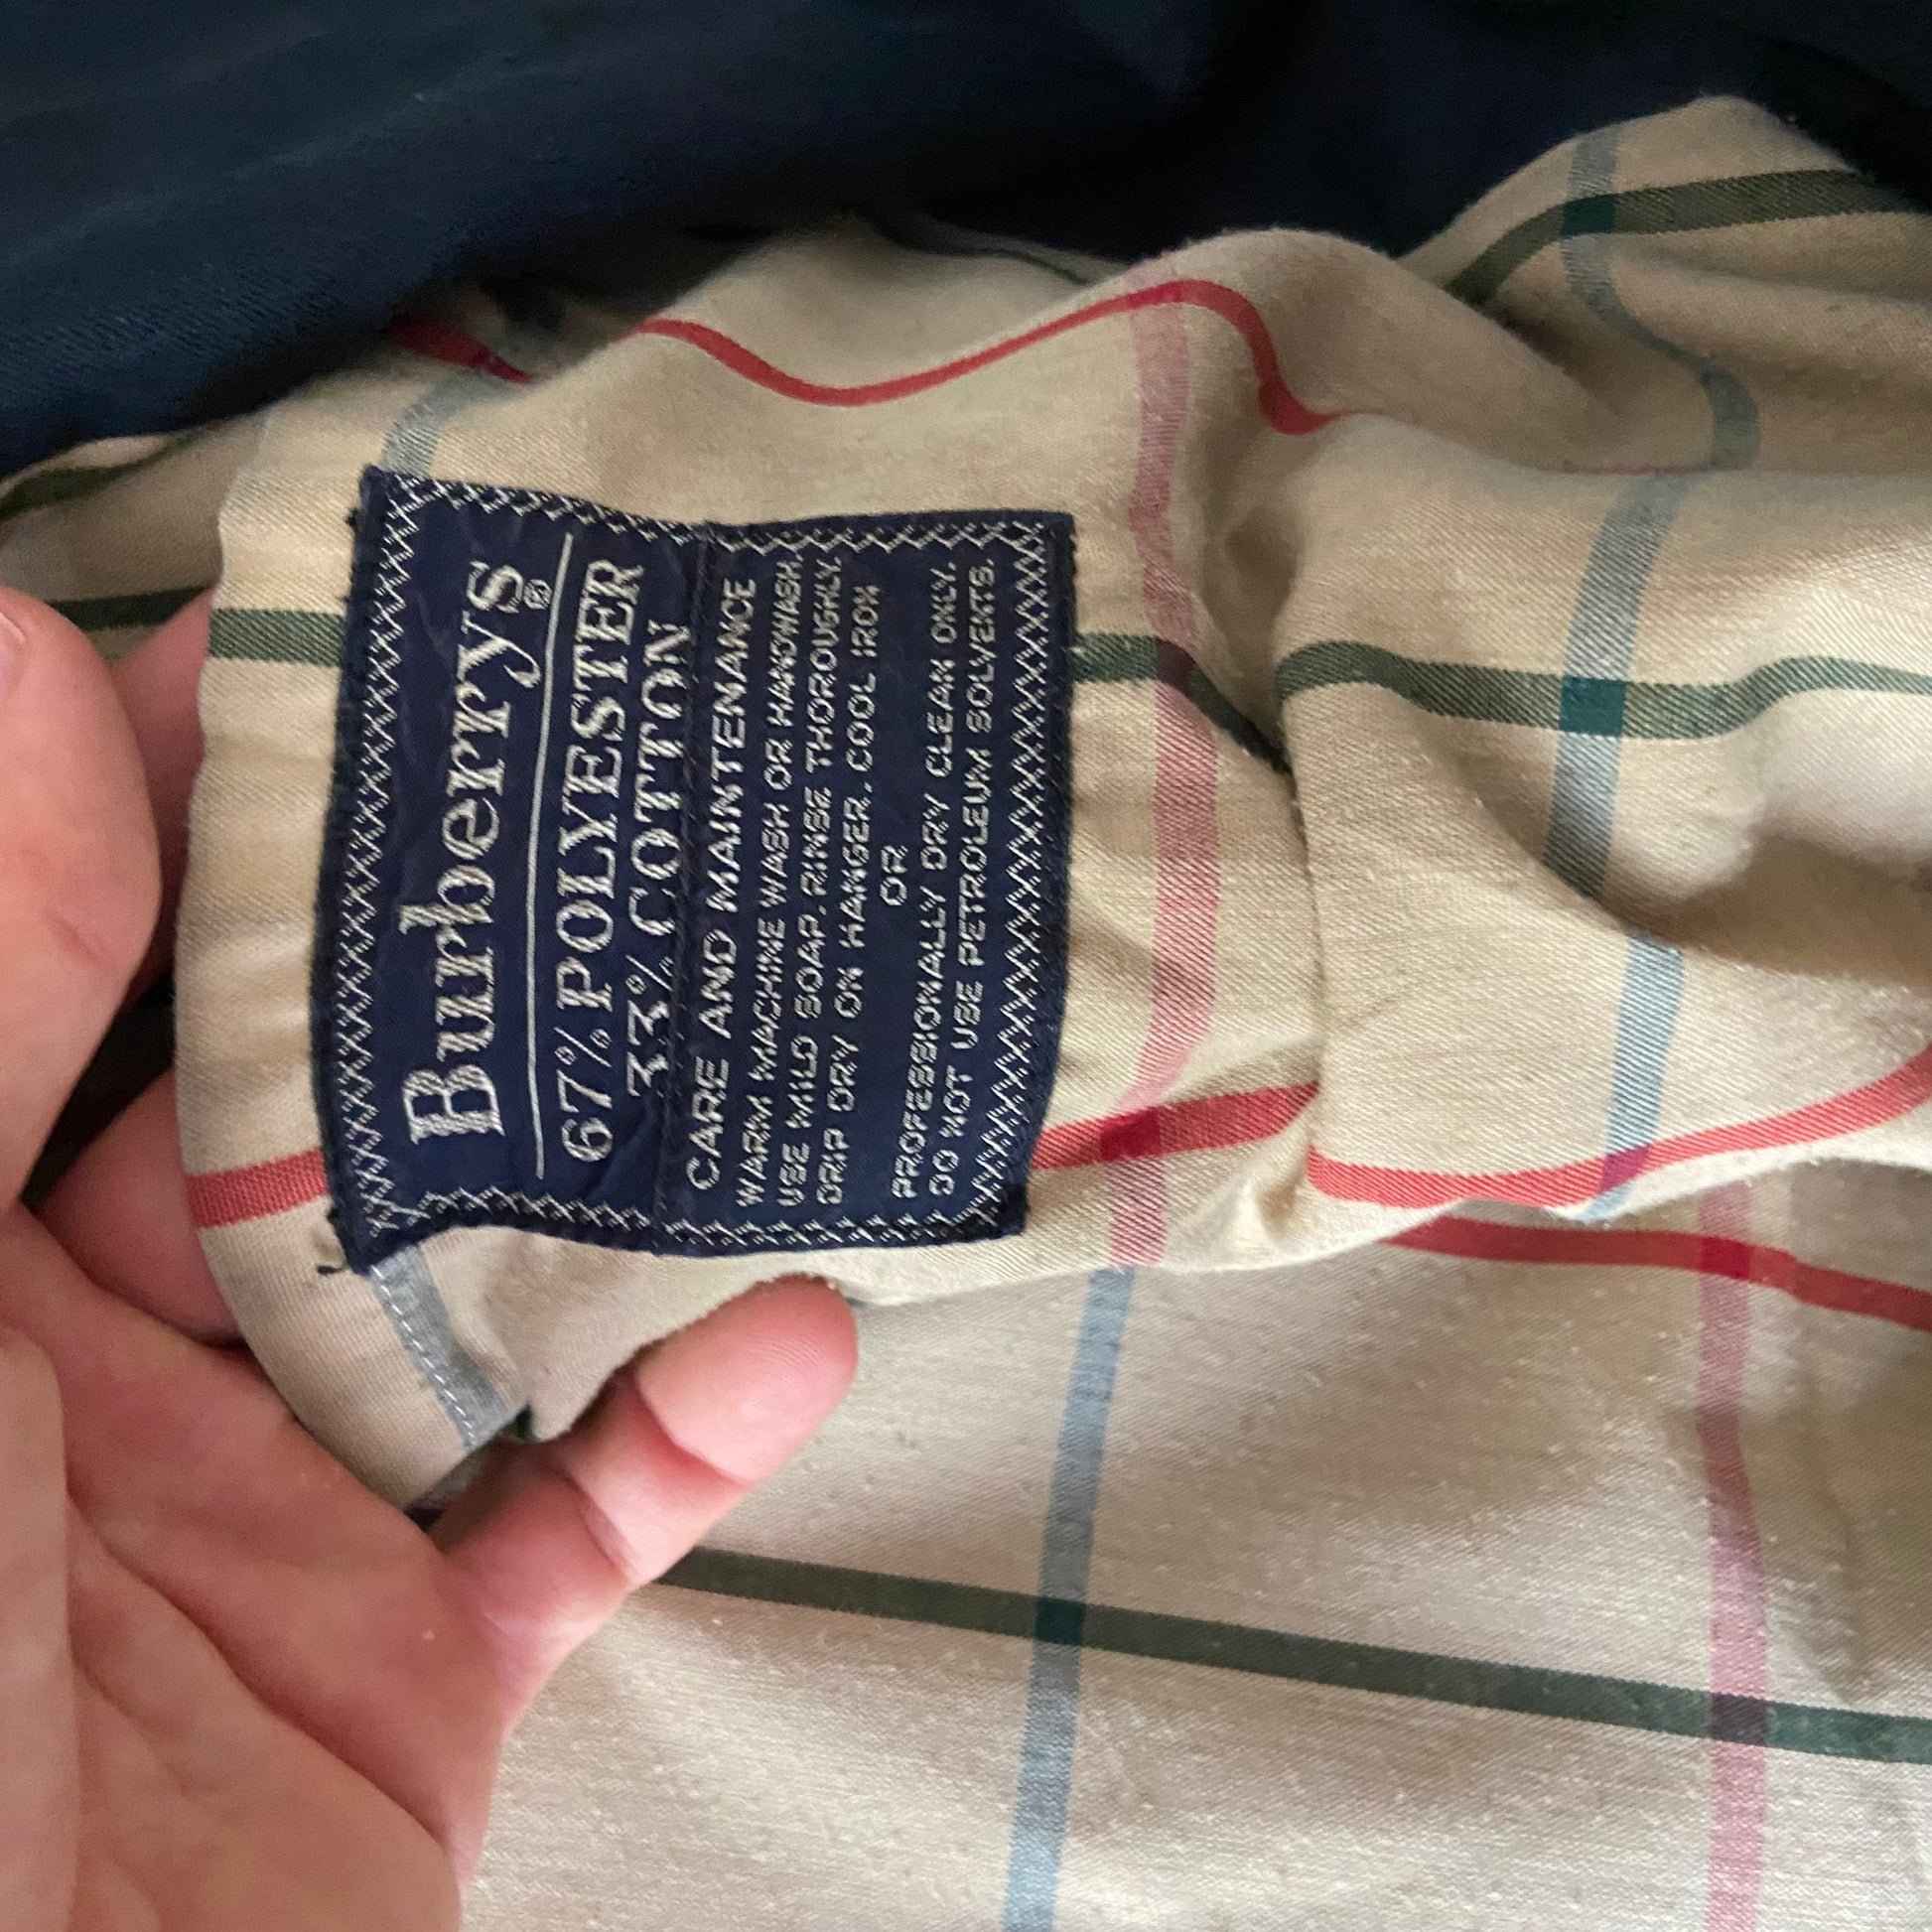 Burberrys®
67% POLYESTER
33% COTTON
CARE AND MAINTENANCE
WARM MACHINE WASH OR HANDWASH.
USE MILD SOAP. RINSE THOROUGHLY.
DRIP DRY ON HANGER. COOL IRON
OR
PROFESSIONALLY DRY CLEAN ONLY.
DO NOT USE PETROLEUM SOLVENTS.